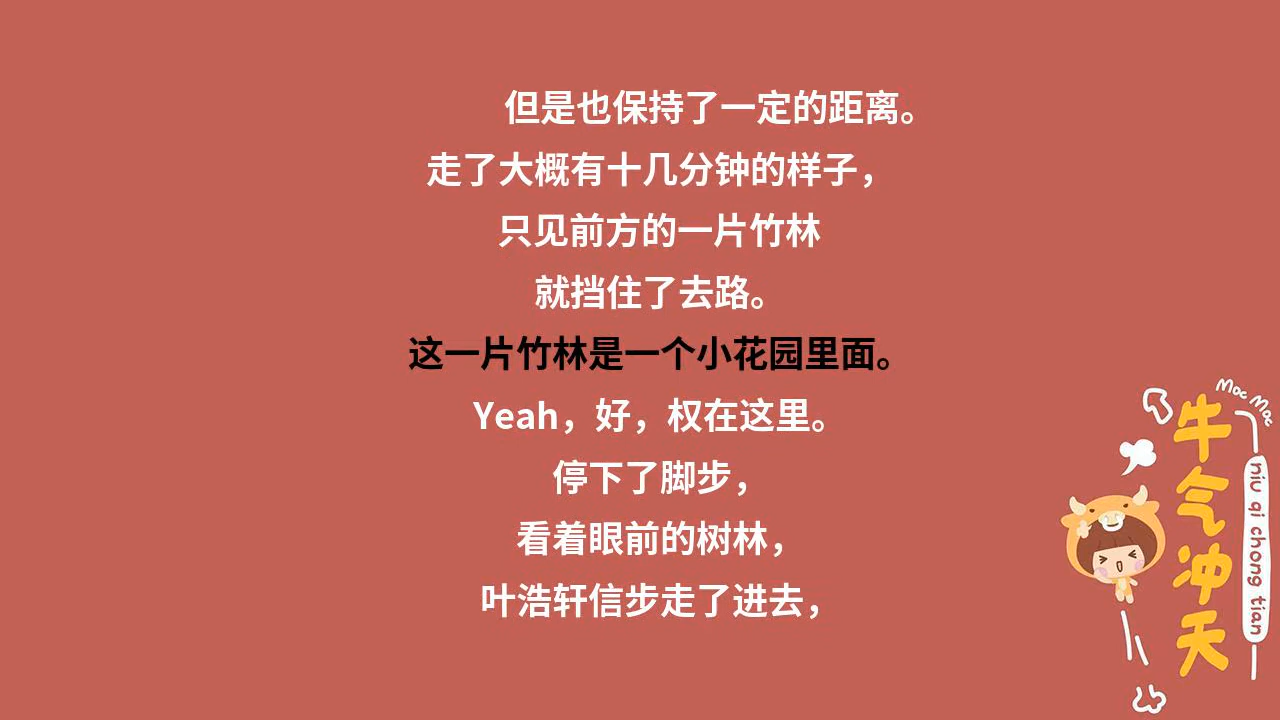 但是也保持了一定的距离。
走了大概有十几分钟的样子，
只见前方的一片竹林
就挡住了去路。
这一片竹林是一个小花园里面。
Yeah，好，权在这里。
停下了脚步，
看着眼前的树林，
叶浩轩信步走了进去，
Moc Moc
牛气冲天
niu qi chong tian